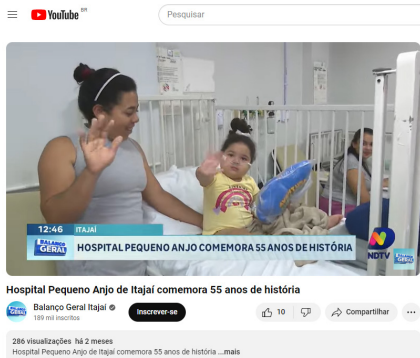 YouTube BR
Pesquisar
12:46 ITAJAÍ
BALANÇO GERAL
HOSPITAL PEQUENO ANJO COMEMORA 55 ANOS DE HISTÓRIA
NDTV
BALANÇO GERAL
Hospital Pequeno Anjo de Itajaí comemora 55 anos de história
Balanço Geral Itajaí
189 mil inscritos
Inscrever-se
10
Compartilhar
286 visualizações há 2 meses
Hospital Pequeno Anjo de Itajaí comemora 55 anos de história ...mais